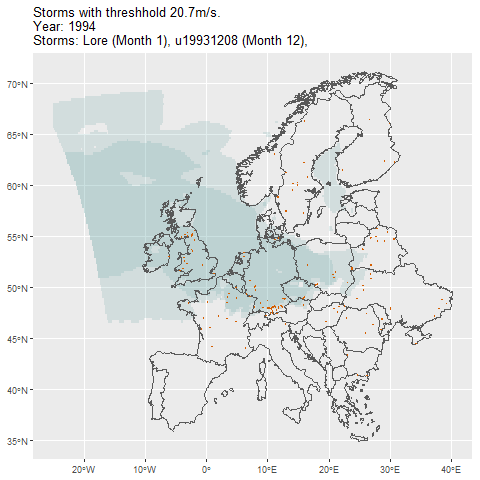 Storms with threshhold 20.7m/s.
Year: 1994
Storms: Lore (Month 1), u19931208 (Month 12),
70°N
65°N
60°N
55°N
50°N
45°N
40°N
35°N
20°W
10°W
0°
10°E
20°E
30°E
40°E